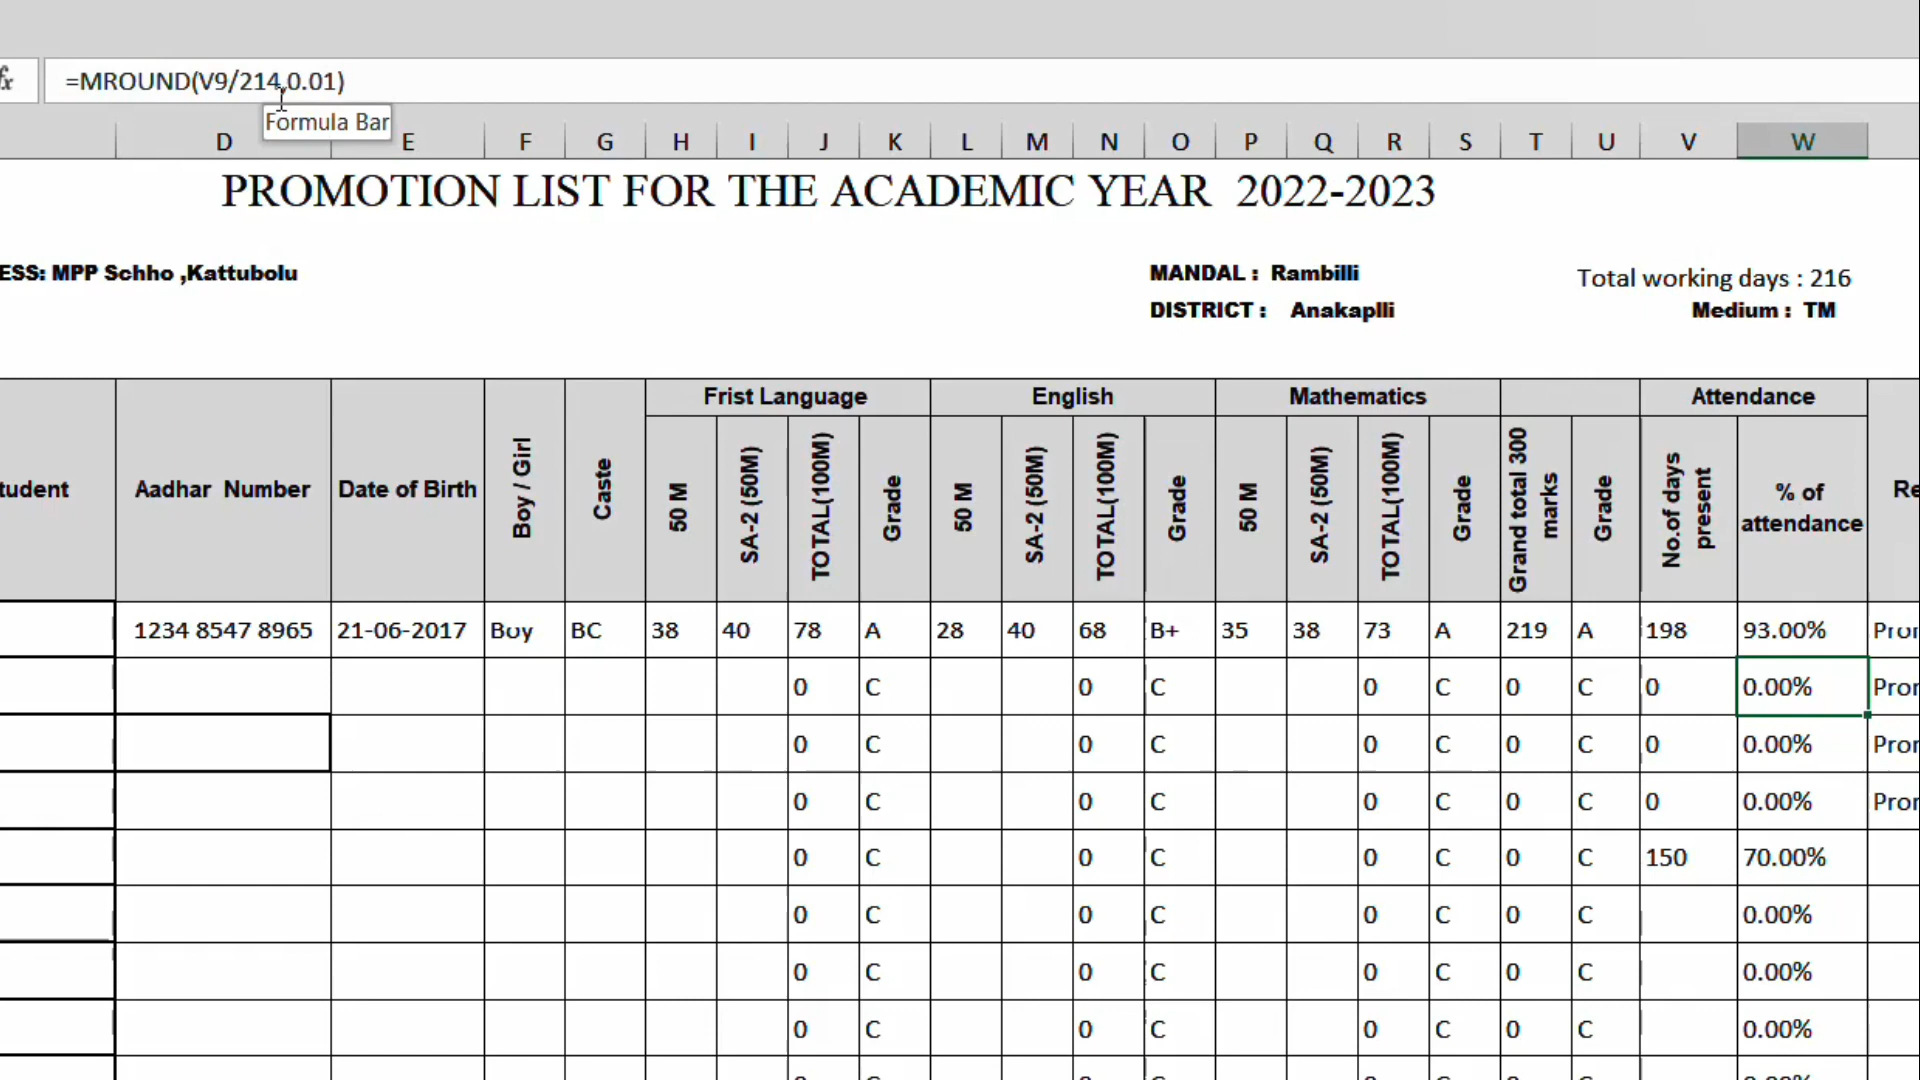 fx =MROUND(V9/214,0.01)
Formula Bar
D E F G H I J K L M N O P Q R S T U V W
PROMOTION LIST FOR THE ACADEMIC YEAR 2022-2023
ESS: MPP Schho ,Kattubolu MANDAL : Rambilli Total working days : 216
DISTRICT : Anakaplli Medium : TM
Frist Language English Mathematics Attendance
tudent Aadhar Number Date of Birth Boy / Girl Caste 50 M SA-2 (50M) TOTAL(100M) Grade 50 M SA-2 (50M) TOTAL(100M) Grade 50 M SA-2 (50M) TOTAL(100M) Grade Grand total 300 marks Grade No.of days present % of attendance Re
1234 8547 8965 21-06-2017 Boy BC 38 40 78 A 28 40 68 B+ 35 38 73 A 219 A 198 93.00% Pror
0 C 0 C 0 C 0 C 0 0.00% Pror
0 C 0 C 0 C 0 C 0 0.00% Pror
0 C 0 C 0 C 0 C 0 0.00% Pror
0 C 0 C 0 C 0 C 150 70.00%
0 C 0 C 0 C 0 C 0.00%
0 C 0 C 0 C 0 C 0.00%
0 C 0 C 0 C 0 C 0.00%